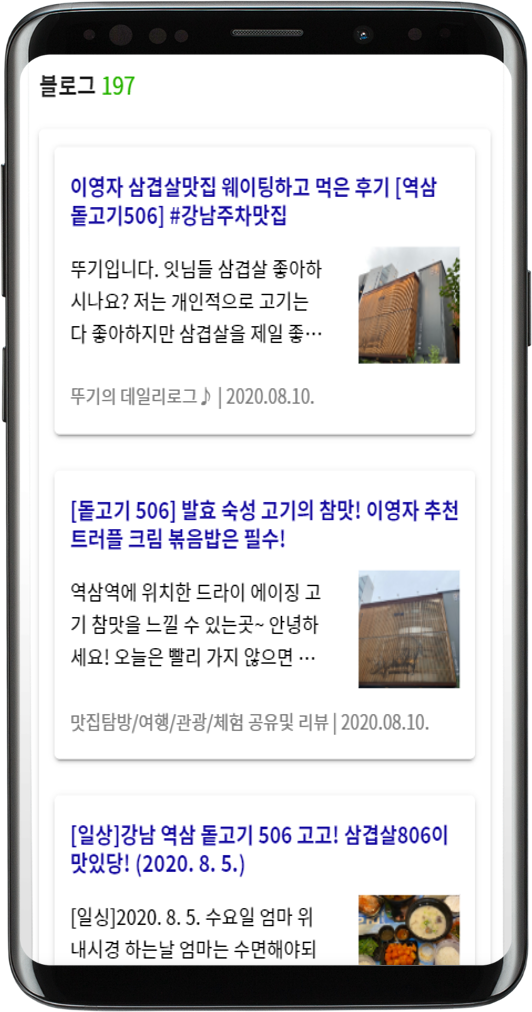 블로그 197
이영자 삼겹살맛집 웨이팅하고 먹은 후기 [역삼
돝고기506] #강남주차맛집
뚜기입니다. 잇님들 삼겹살 좋아하
시나요? 저는 개인적으로 고기는
다 좋아하지만 삼겹살을 제일 좋…
뚜기의 데일리로그♪ | 2020.08.10.
[돝고기 506] 발효 숙성 고기의 참맛! 이영자 추천
트러플 크림 볶음밥은 필수!
역삼역에 위치한 드라이 에이징 고
기 참맛을 느낄 수 있는곳~ 안녕하
세요! 오늘은 빨리 가지 않으면 …
맛집탐방/여행/관광/체험 공유및 리뷰 | 2020.08.10.
[일상]강남 역삼 돝고기 506 고고! 삼겹살806이
맛있당! (2020. 8. 5.)
[일싱]2020. 8. 5. 수요일 엄마 위
내시경 하는날 엄마는 수면해야되